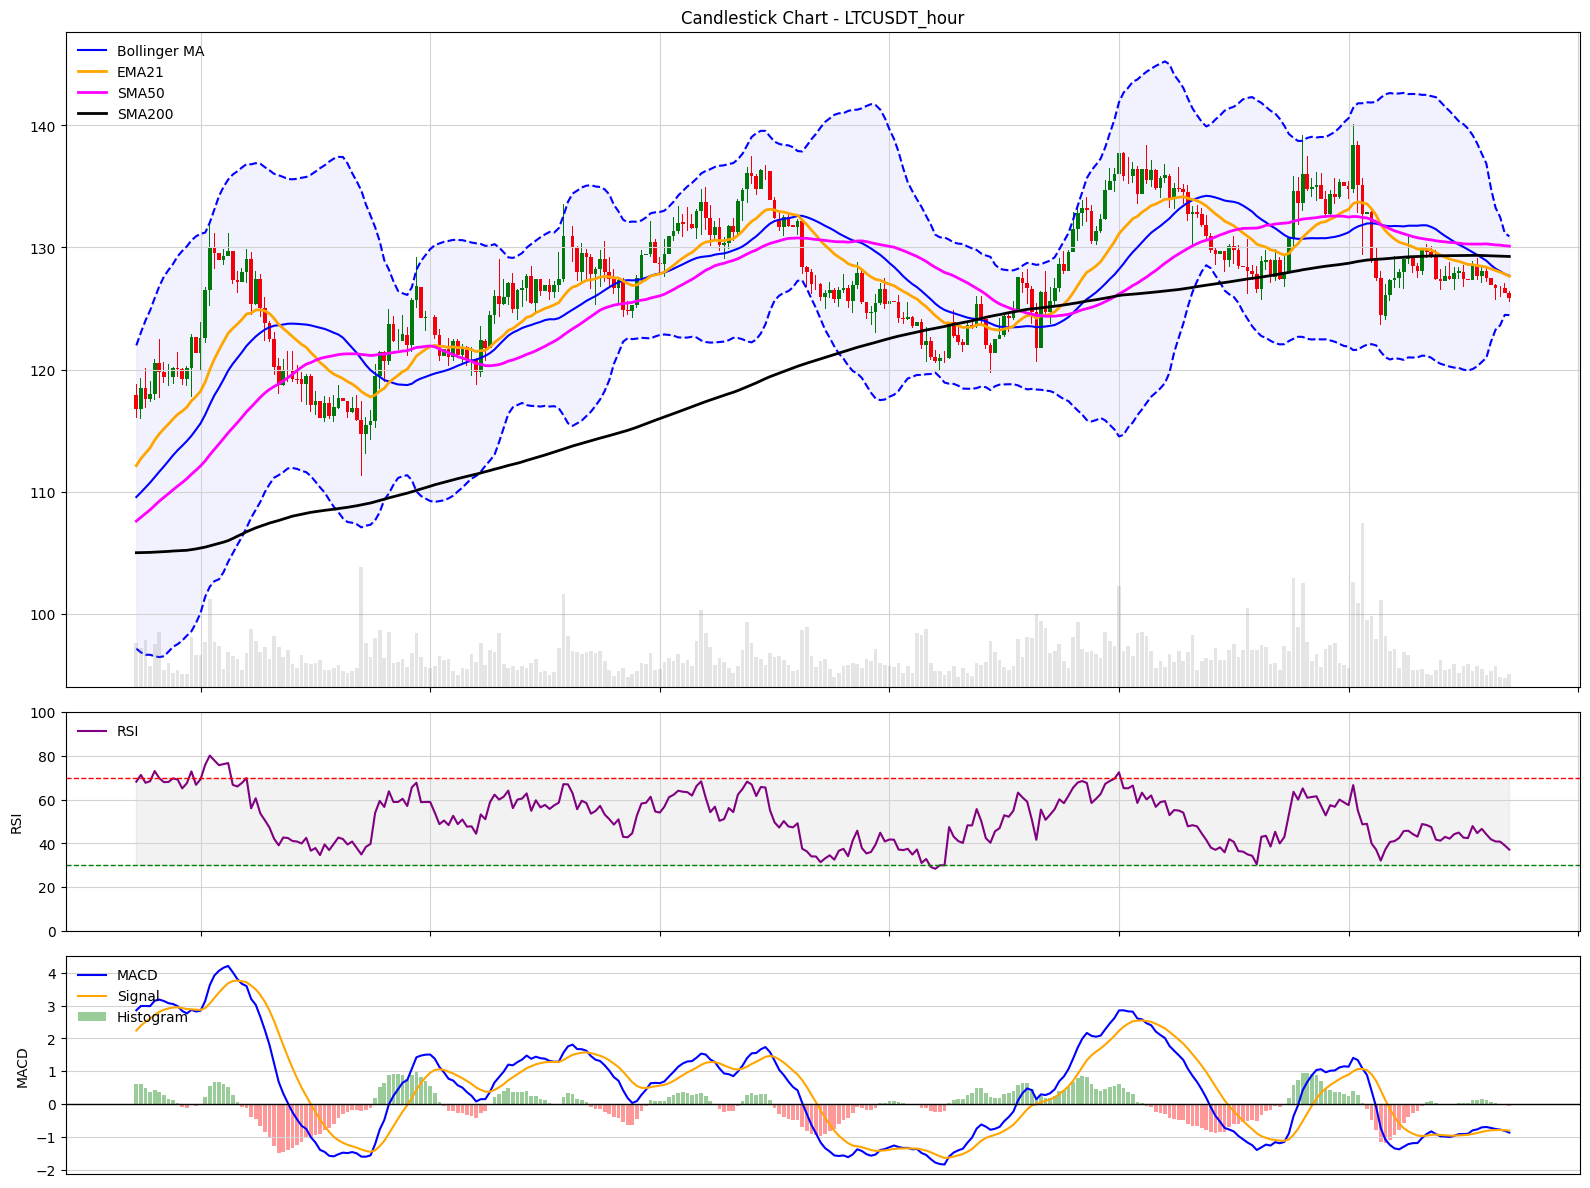 Candlestick Chart - LTCUSDT_hour
Bollinger MA
EMA21
SMA50
SMA200
140
130
120
110
100
RSI
100
80
60
40
20
0
RSI
MACD
Signal
Histogram
4
3
2
1
0
−1
−2
MACD